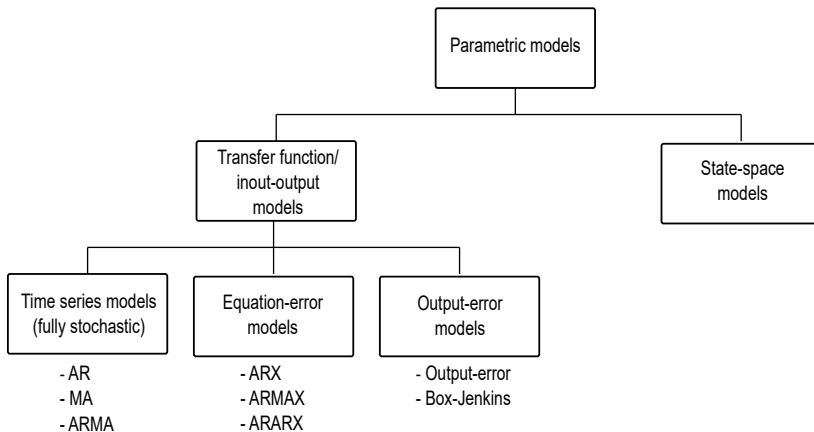 Parametric models
Transfer function/
inout-output
models
State-space
models
Time series models
(fully stochastic)
Equation-error
models
Output-error
models
- AR
- MA
- ARMA
- ARX
- ARMAX
- ARARX
- Output-error
- Box-Jenkins